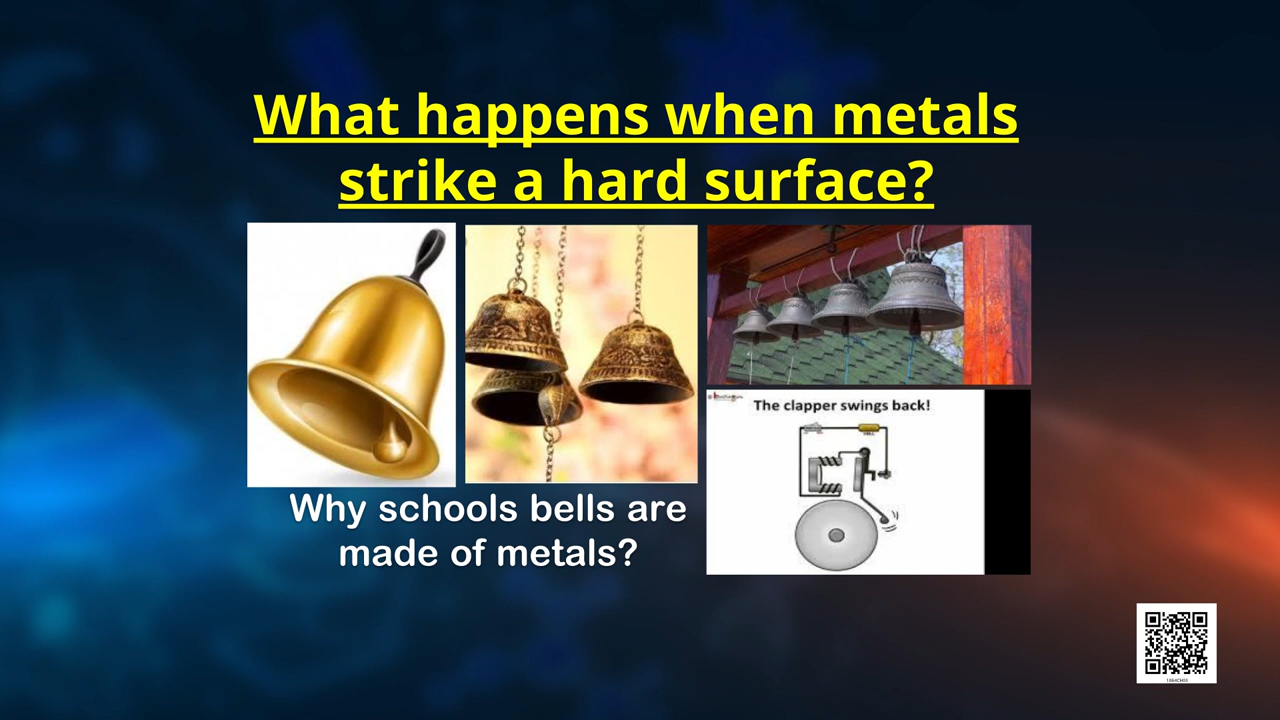 What happens when metals
strike a hard surface?
The clapper swings back!
Why schools bells are
made of metals?